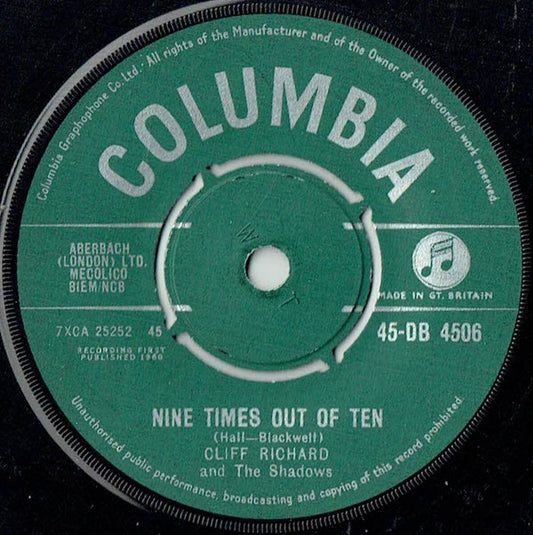 Columbia Graphophone Co. Ltd. · All rights of the Manufacturer and of the Owner of the recorded work reserved.
COLUMBIA
ABERBACH
(LONDON) LTD.
MECOLICO
BIEM/NCB
MADE IN GT. BRITAIN
7XCA 25252 45
45-DB 4506
RECORDING FIRST
PUBLISHED 1960
NINE TIMES OUT OF TEN
(Hall—Blackwell)
CLIFF RICHARD
and The Shadows
Unauthorised public performance, broadcasting and copying of this record prohibited.